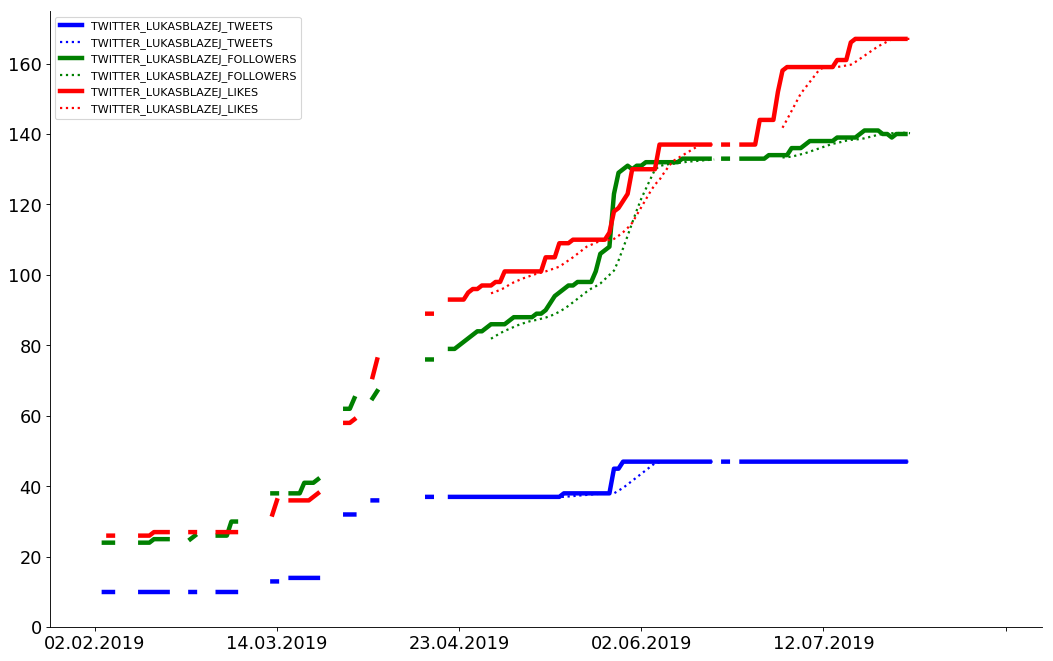 TWITTER_LUKASBLAZEJ_TWEETS
TWITTER_LUKASBLAZEJ_TWEETS
TWITTER_LUKASBLAZEJ_FOLLOWERS
TWITTER_LUKASBLAZEJ_FOLLOWERS
TWITTER_LUKASBLAZEJ_LIKES
TWITTER_LUKASBLAZEJ_LIKES
160
140
120
100
80
60
40
20
0
02.02.2019 14.03.2019 23.04.2019 02.06.2019 12.07.2019